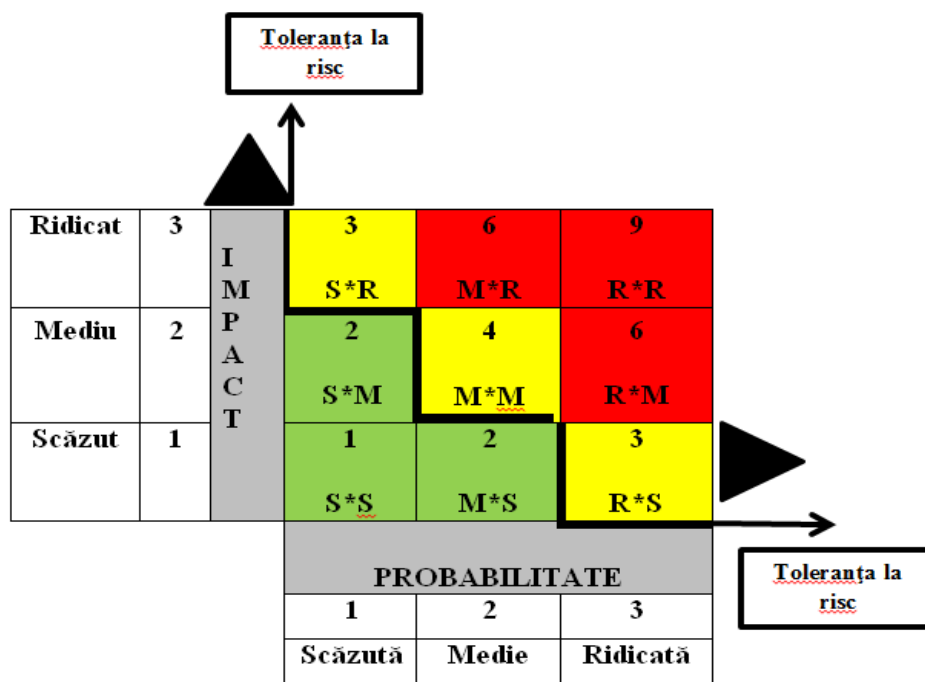 Toleranța la
risc
Ridicat 3 3 6 9
S*R M*R R*R
IMPACT
Mediu 2 2 4 6
S*M M*M R*M
Scăzut 1 1 2 3
S*S M*S R*S
PROBABILITATE
1 2 3
Scăzută Medie Ridicată
Toleranța la
risc